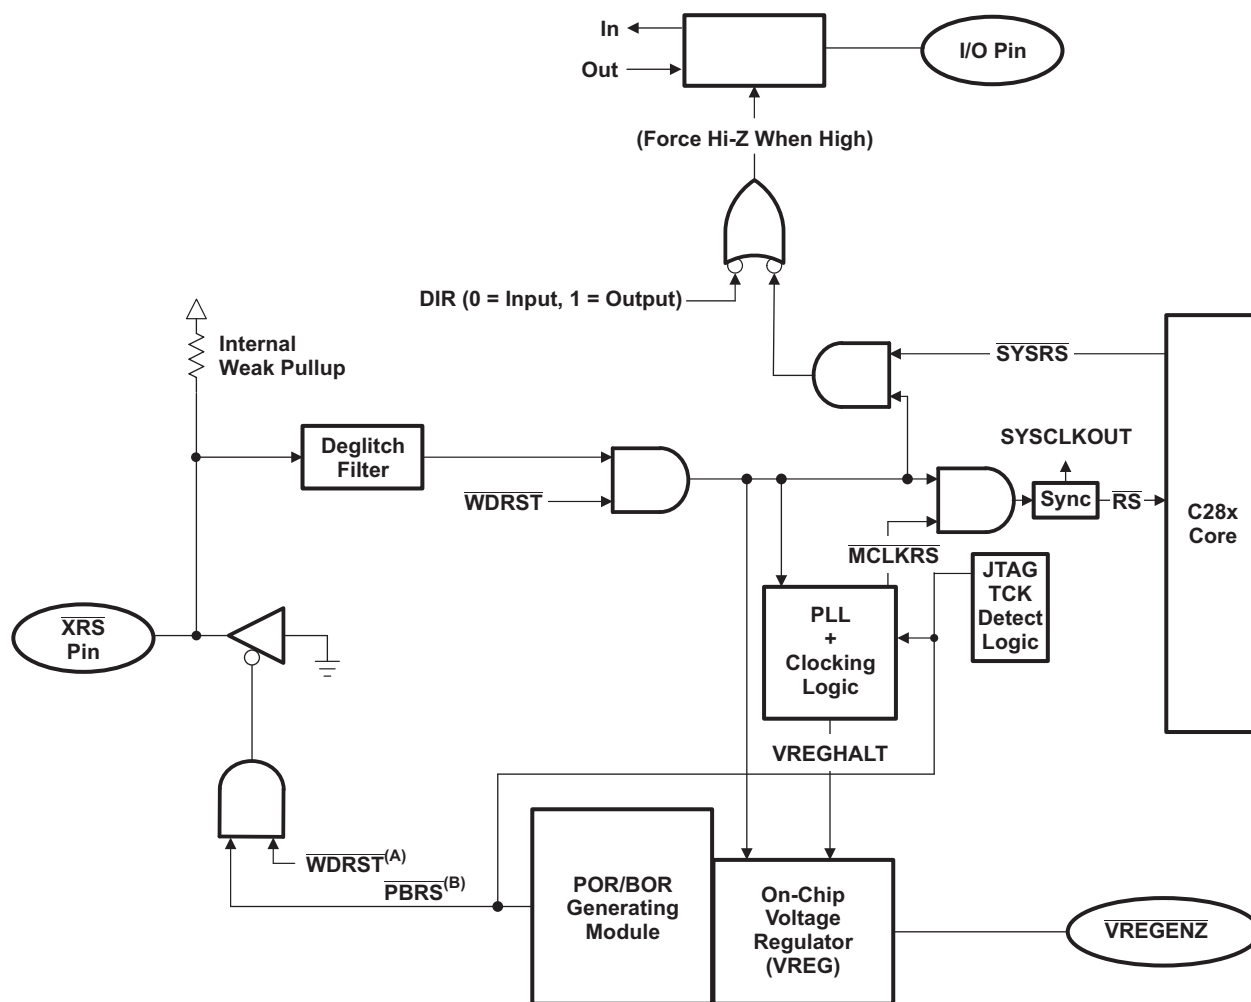 In
Out
I/O Pin
(Force Hi-Z When High)
DIR (0 = Input, 1 = Output)
Internal
Weak Pullup
SYSRS
Deglitch
Filter
SYSCLKOUT
WDRST
Sync
RS
C28x
Core
MCLKRS
JTAG
TCK
Detect
Logic
XRS
Pin
PLL
+
Clocking
Logic
VREGHALT
WDRST(A)
PBRS(B)
POR/BOR
Generating
Module
On-Chip
Voltage
Regulator
(VREG)
VREGENZ